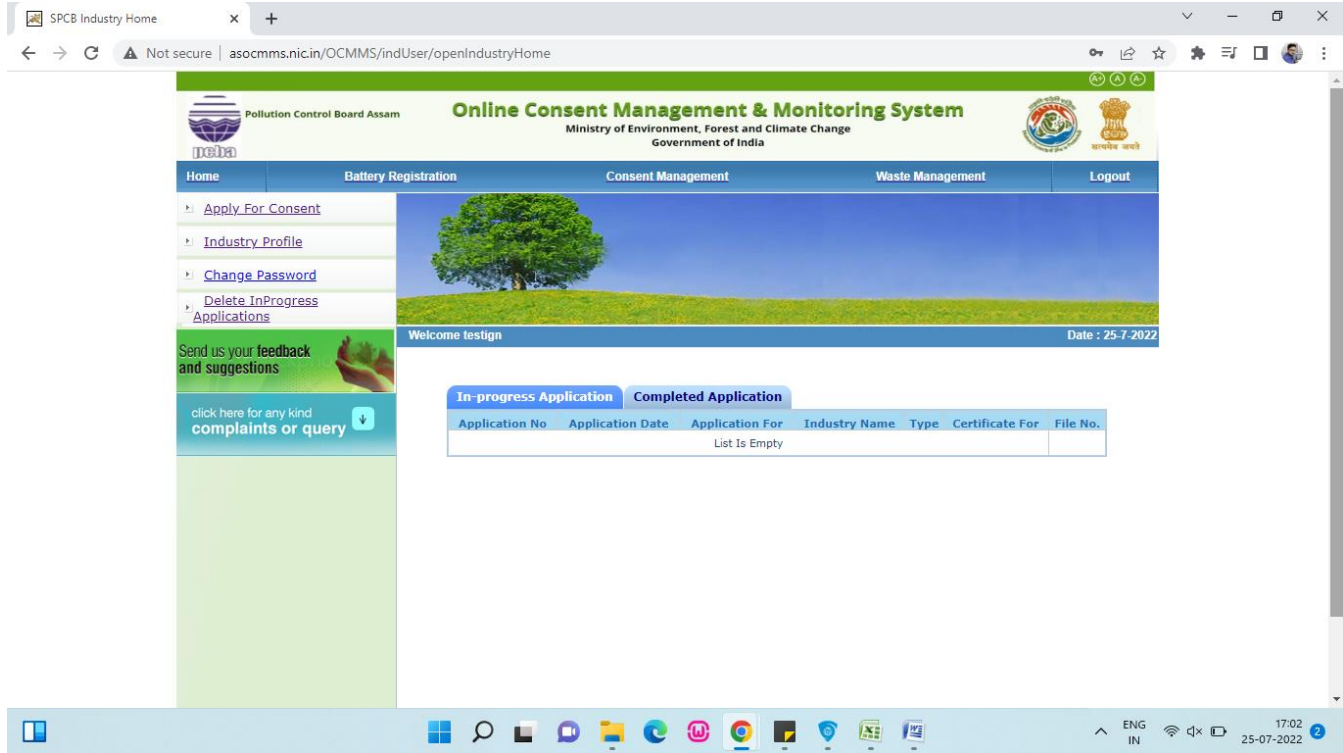 SPCB Industry Home
Not secure | asocmms.nic.in/OCMMS/indUser/openIndustryHome
A+ A A-
Pollution Control Board Assam
pcba
Online Consent Management & Monitoring System
Ministry of Environment, Forest and Climate Change
Government of India
सत्यमेव जयते
Home Battery Registration Consent Management Waste Management Logout
Apply For Consent
Industry Profile
Change Password
Delete InProgress
Applications
Send us your feedback
and suggestions
click here for any kind
complaints or query
Welcome testign Date : 25-7-2022
In-progress Application Completed Application
Application No Application Date Application For Industry Name Type Certificate For File No.
List Is Empty
ENG
IN
17:02
25-07-2022
2